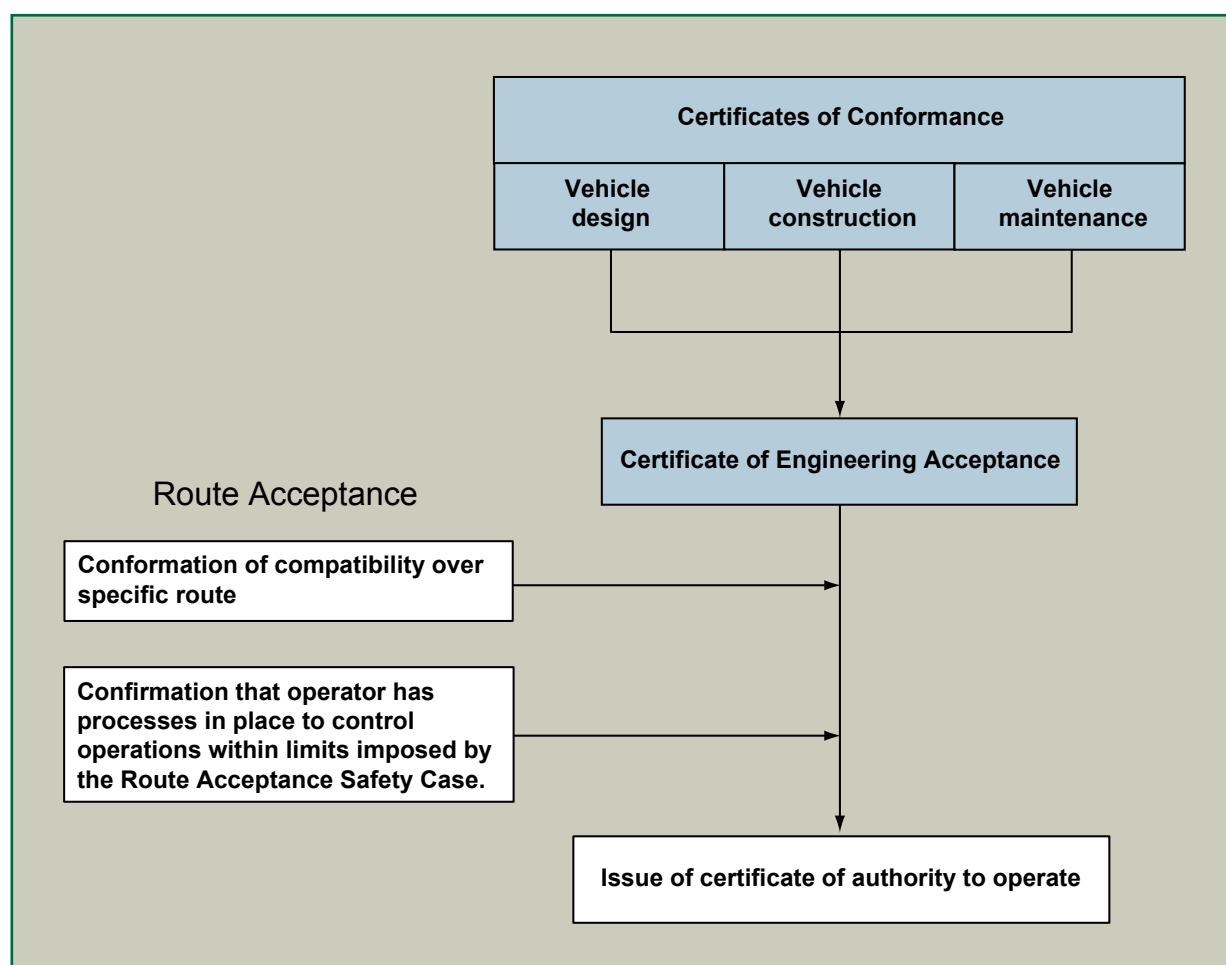 Certificates of Conformance
Vehicle
design
Vehicle
construction
Vehicle
maintenance
Certificate of Engineering Acceptance
Route Acceptance
Conformation of compatibility over
specific route
Confirmation that operator has
processes in place to control
operations within limits imposed by
the Route Acceptance Safety Case.
Issue of certificate of authority to operate